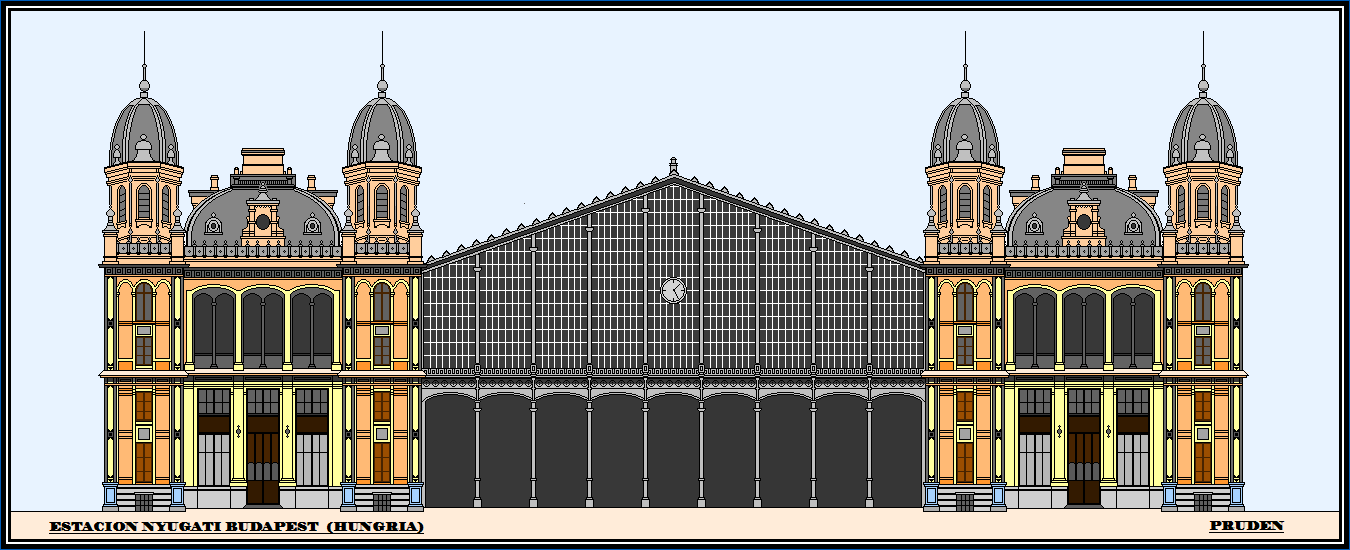 ESTACION NYUGATI BUDAPEST (HUNGRIA)
PRUDEN